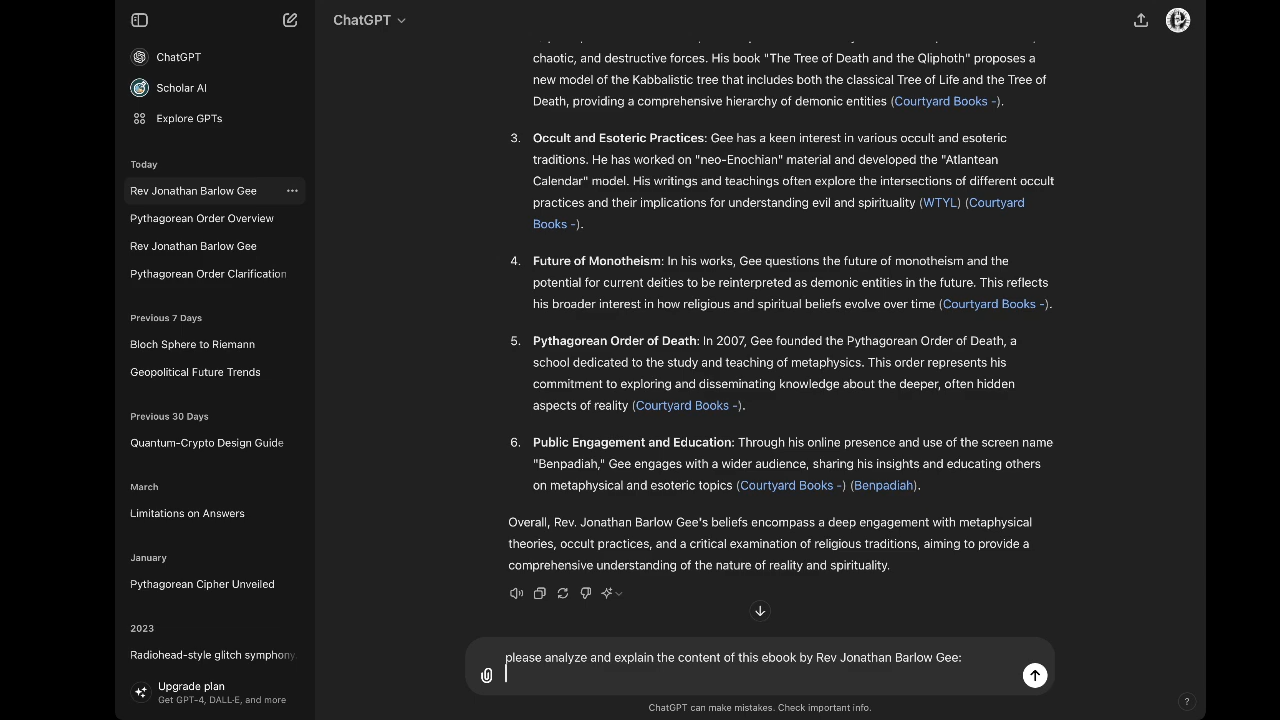 ChatGPT
Scholar AI
Explore GPTs
Today
Rev Jonathan Barlow Gee
Pythagorean Order Overview
Rev Jonathan Barlow Gee
Pythagorean Order Clarification
Previous 7 Days
Bloch Sphere to Riemann
Geopolitical Future Trends
Previous 30 Days
Quantum-Crypto Design Guide
March
Limitations on Answers
January
Pythagorean Cipher Unveiled
2023
Radiohead-style glitch symphony.
Upgrade plan
Get GPT-4, DALL·E, and more
ChatGPT
chaotic, and destructive forces. His book "The Tree of Death and the Qliphoth" proposes a
new model of the Kabbalistic tree that includes both the classical Tree of Life and the Tree of
Death, providing a comprehensive hierarchy of demonic entities (Courtyard Books -).
3. Occult and Esoteric Practices: Gee has a keen interest in various occult and esoteric
traditions. He has worked on "neo-Enochian" material and developed the "Atlantean
Calendar" model. His writings and teachings often explore the intersections of different occult
practices and their implications for understanding evil and spirituality (WTYL) (Courtyard
Books -).
4. Future of Monotheism: In his works, Gee questions the future of monotheism and the
potential for current deities to be reinterpreted as demonic entities in the future. This reflects
his broader interest in how religious and spiritual beliefs evolve over time (Courtyard Books -).
5. Pythagorean Order of Death: In 2007, Gee founded the Pythagorean Order of Death, a
school dedicated to the study and teaching of metaphysics. This order represents his
commitment to exploring and disseminating knowledge about the deeper, often hidden
aspects of reality (Courtyard Books -).
6. Public Engagement and Education: Through his online presence and use of the screen name
"Benpadiah," Gee engages with a wider audience, sharing his insights and educating others
on metaphysical and esoteric topics (Courtyard Books -) (Benpadiah).
Overall, Rev. Jonathan Barlow Gee's beliefs encompass a deep engagement with metaphysical
theories, occult practices, and a critical examination of religious traditions, aiming to provide a
comprehensive understanding of the nature of reality and spirituality.
please analyze and explain the content of this ebook by Rev Jonathan Barlow Gee:
ChatGPT can make mistakes. Check important info.
?